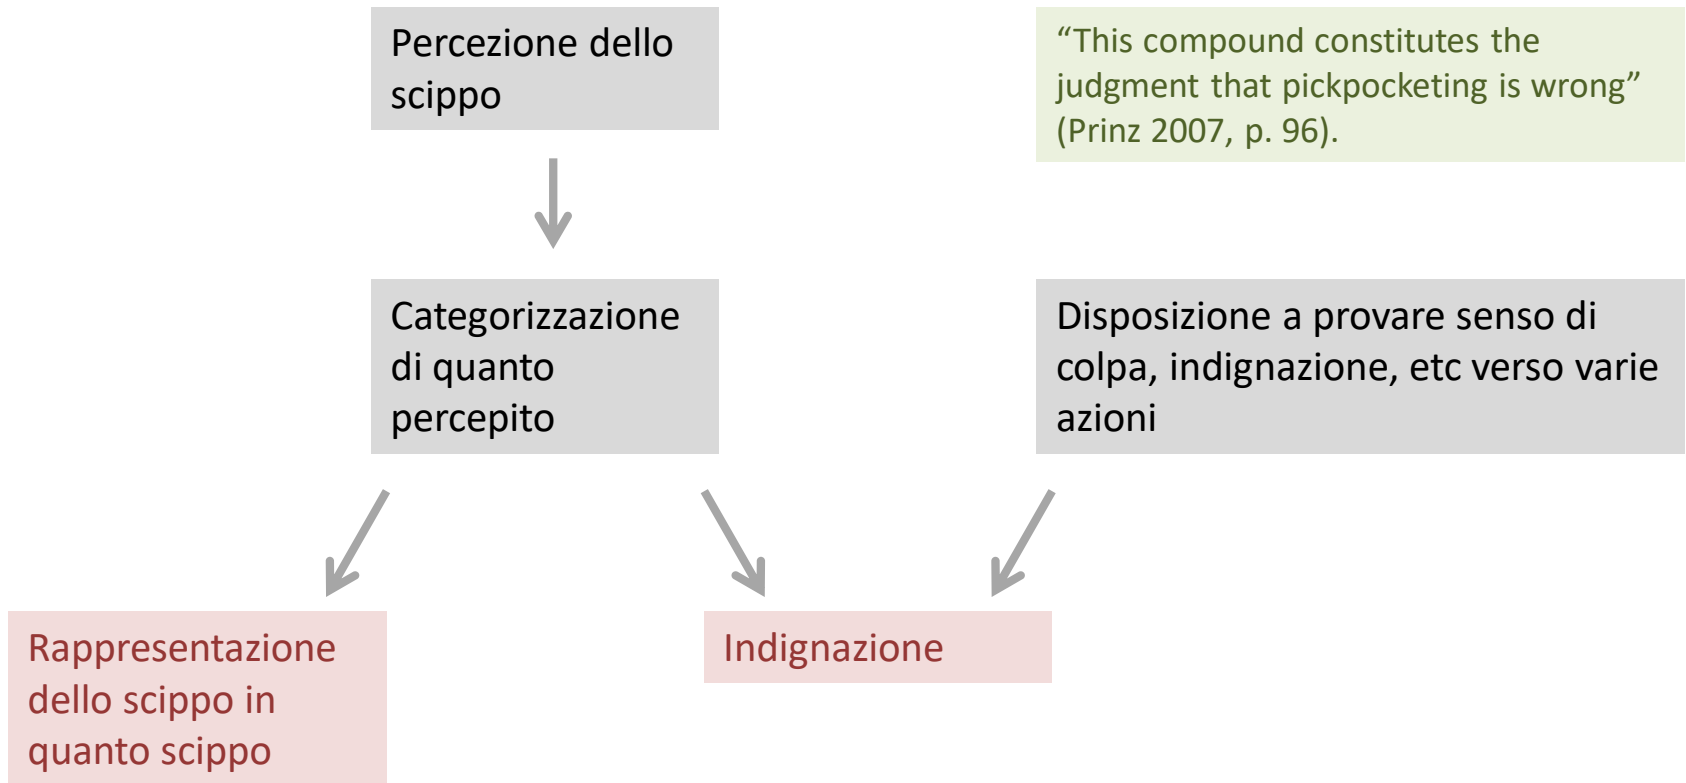 Percezione dello
scippo
“This compound constitutes the
judgment that pickpocketing is wrong”
(Prinz 2007, p. 96).
Categorizzazione
di quanto
percepito
Disposizione a provare senso di
colpa, indignazione, etc verso varie
azioni
Rappresentazione
dello scippo in
quanto scippo
Indignazione